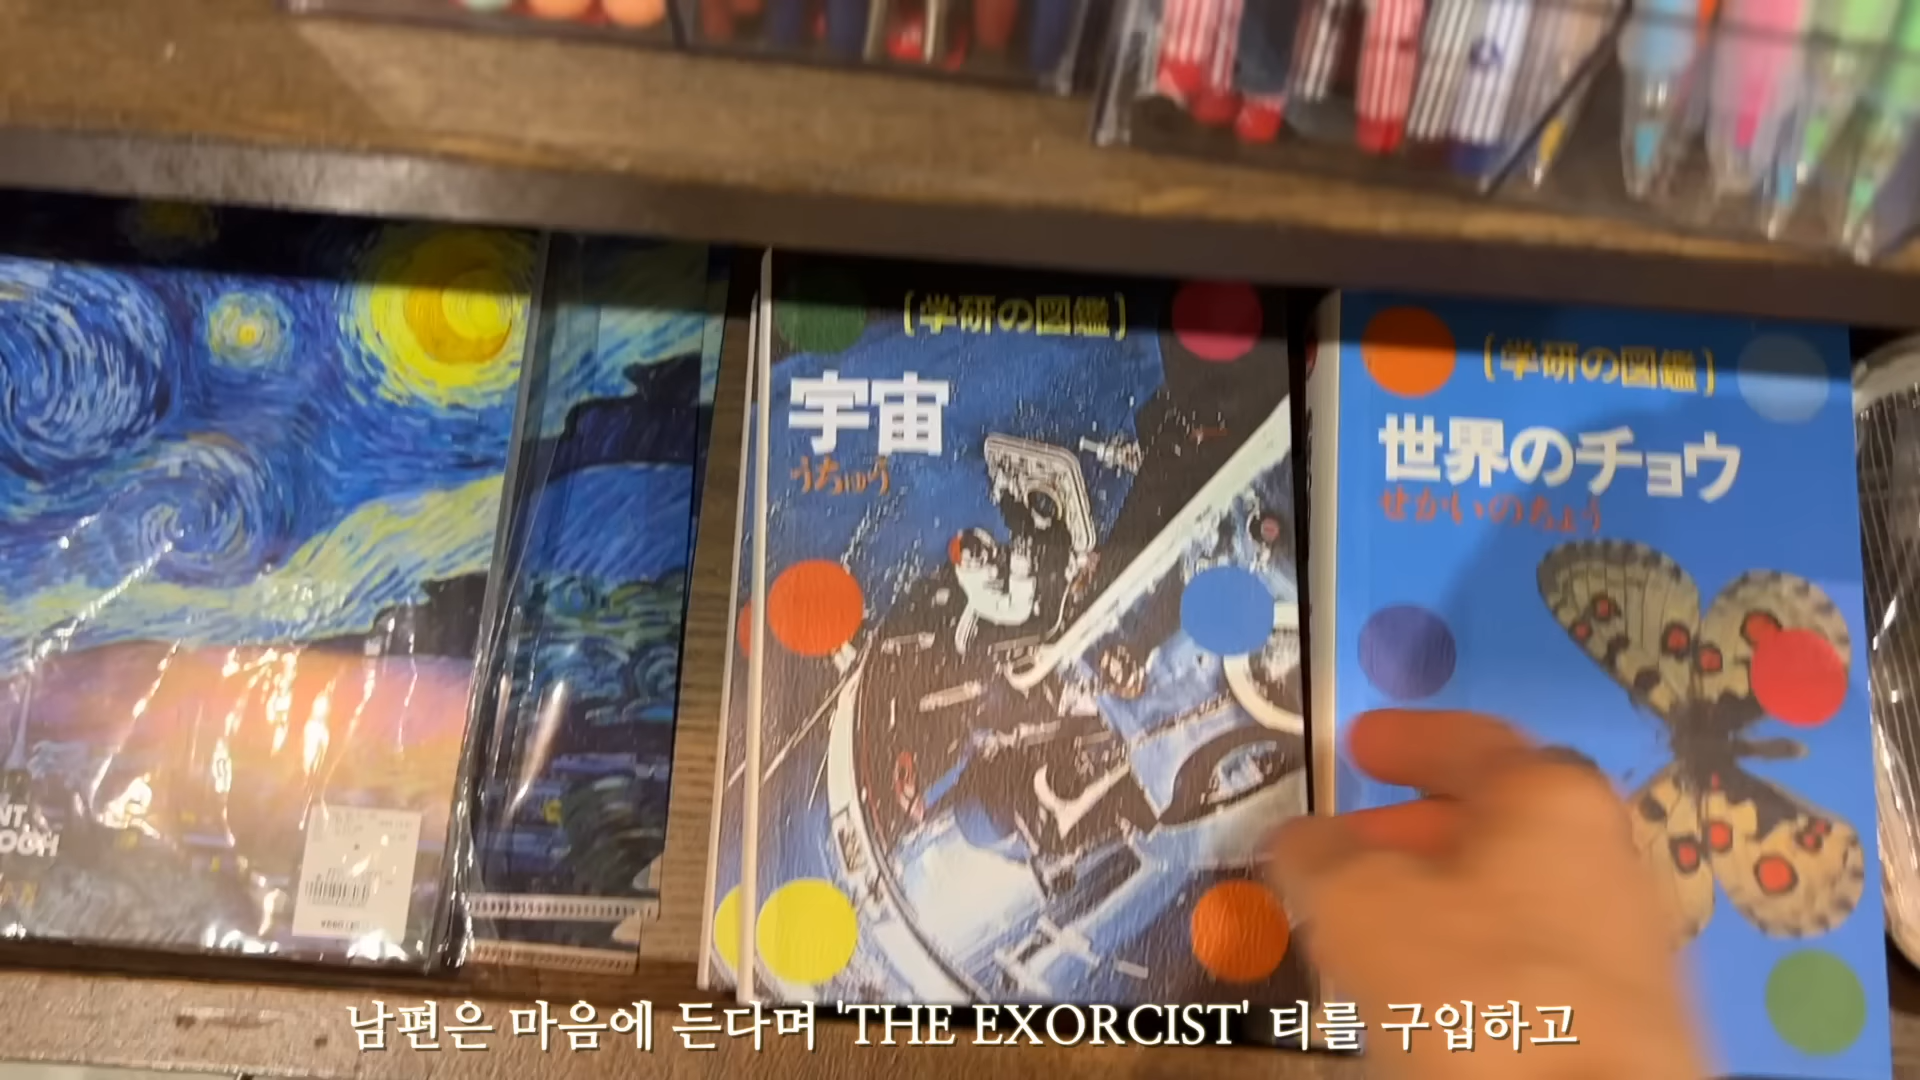 〔学研の図鑑〕
宇宙
うちゅう
〔学研の図鑑〕
世界のチョウ
せかいのちょう
남편은 마음에 든다며 'THE EXORCIST' 티를 구입하고